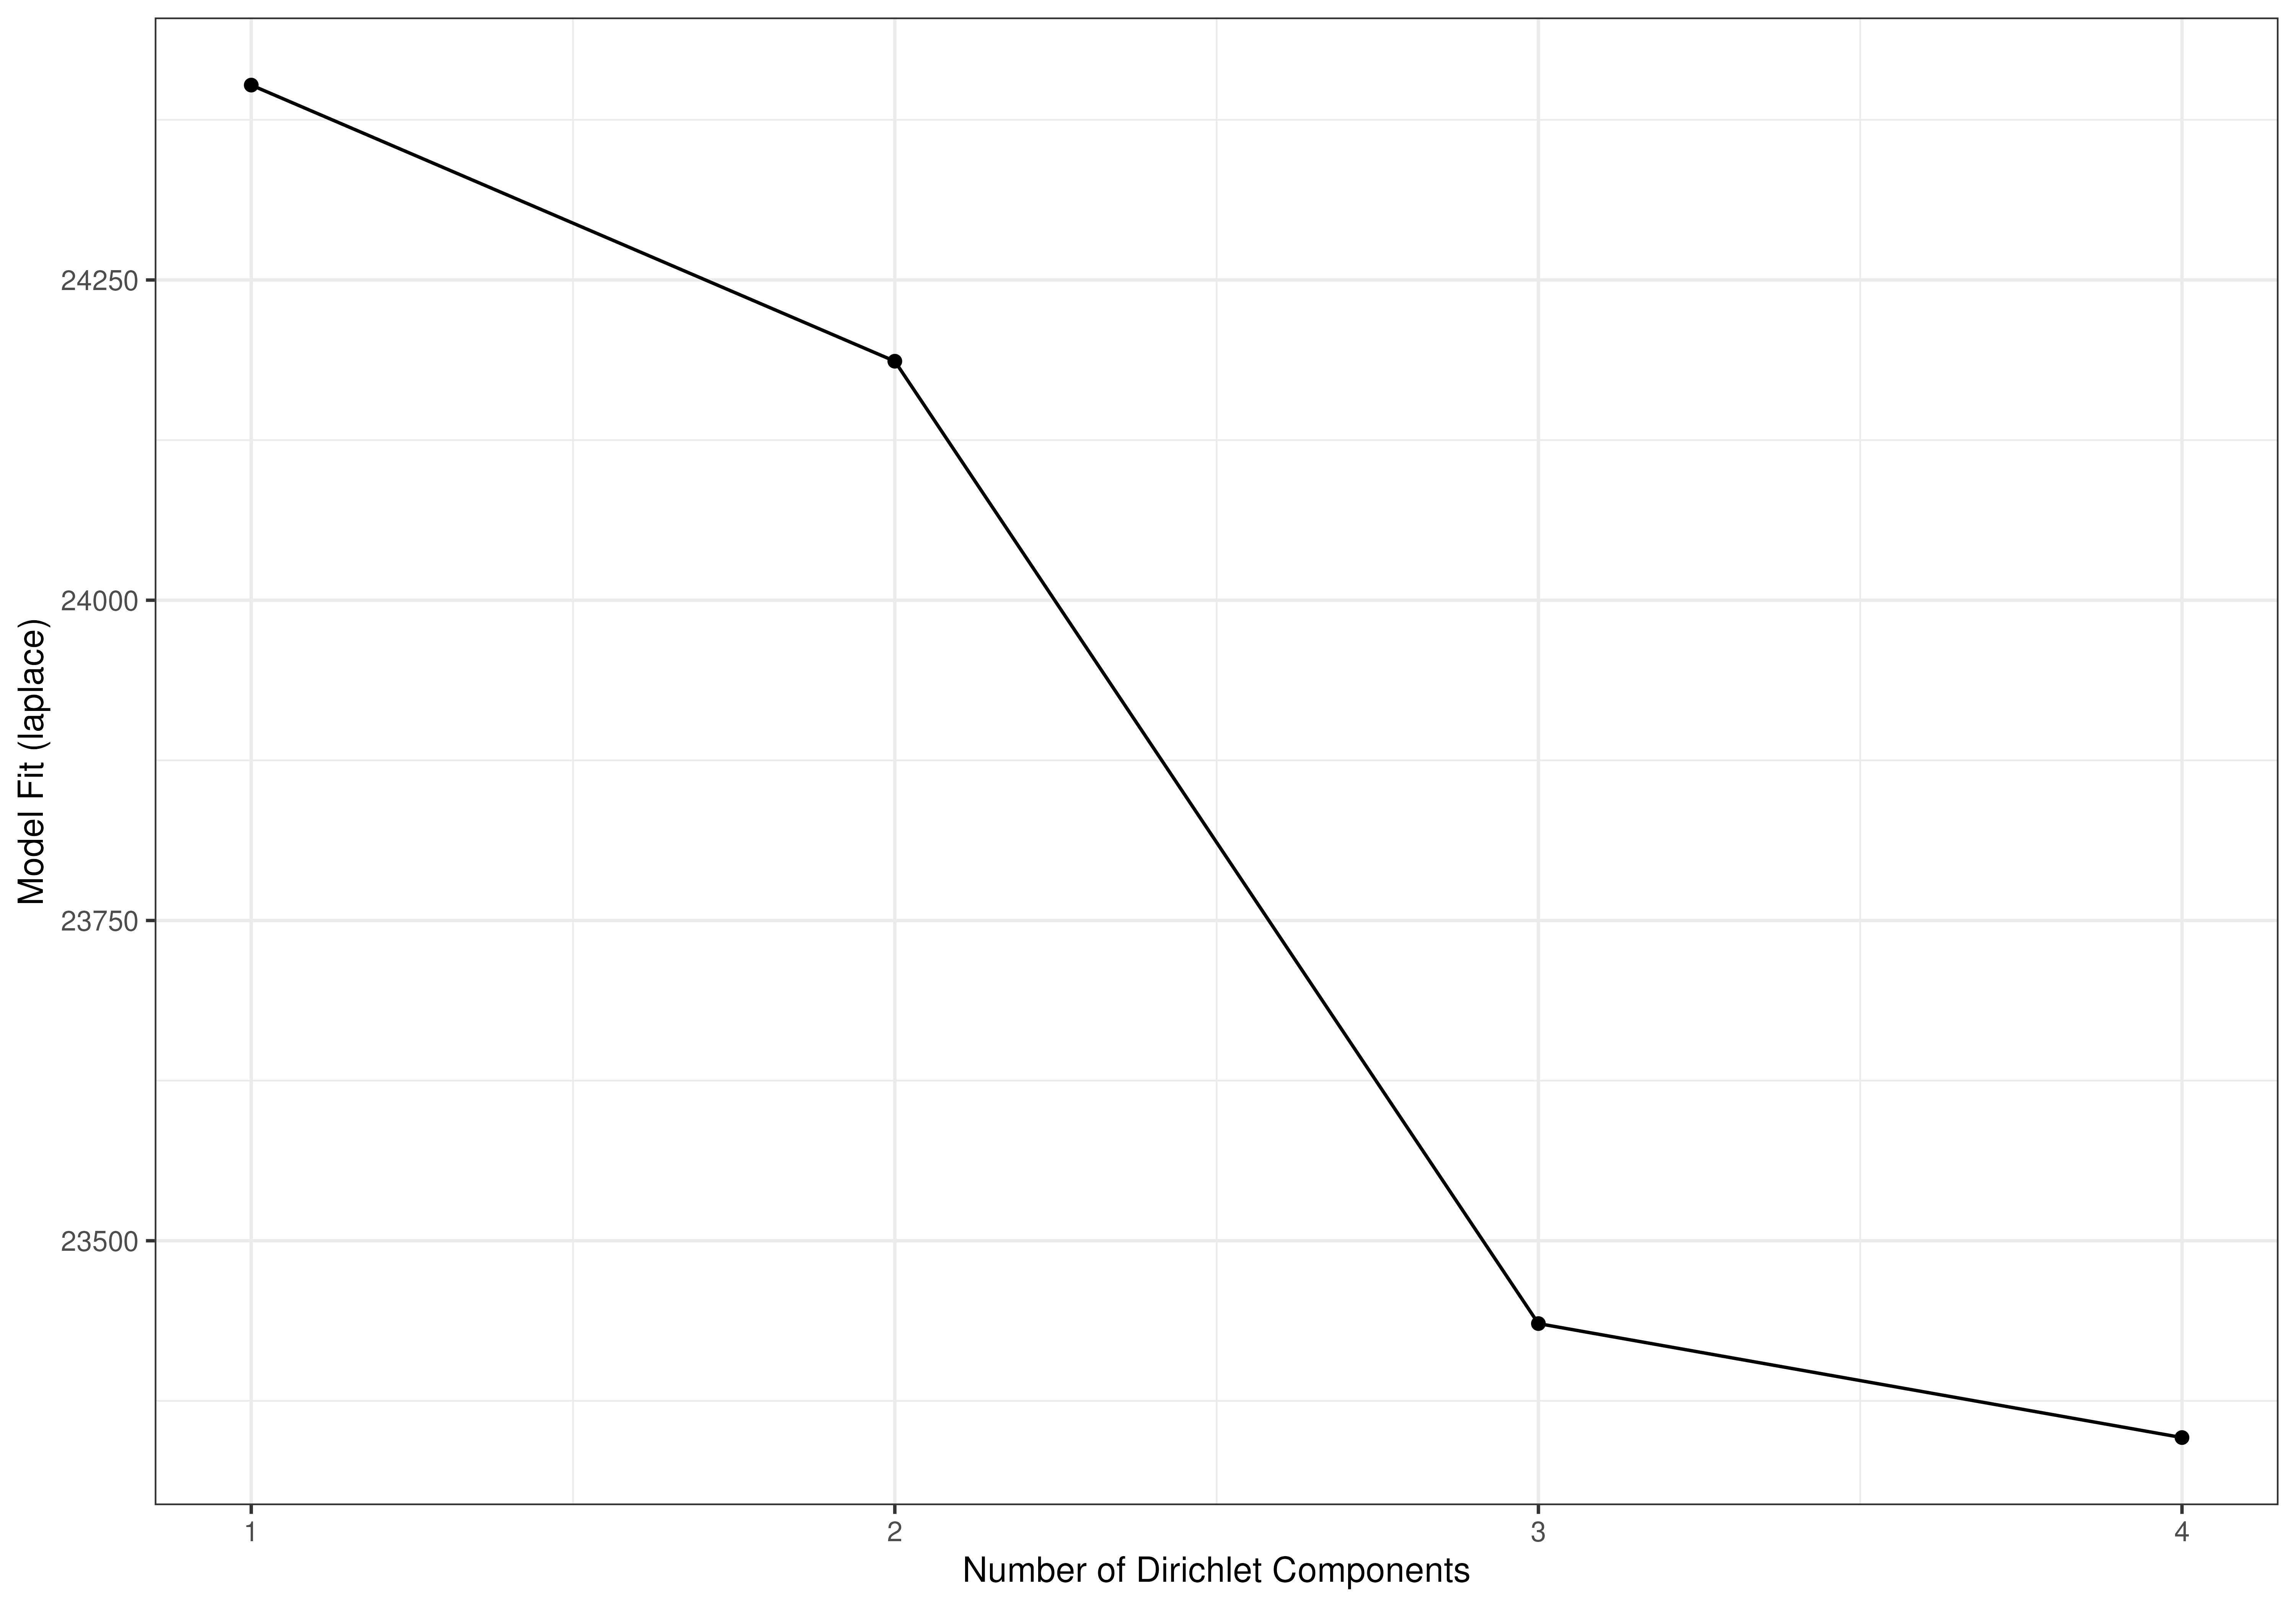 Model Fit (laplace)
24250
24000
23750
23500
1 2 3 4
Number of Dirichlet Components